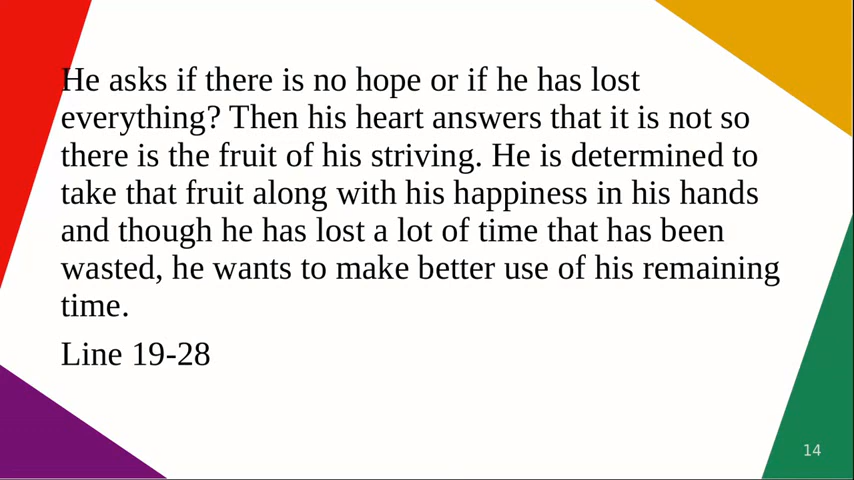 He asks if there is no hope or if he has lost
everything? Then his heart answers that it is not so
there is the fruit of his striving. He is determined to
take that fruit along with his happiness in his hands
and though he has lost a lot of time that has been
wasted, he wants to make better use of his remaining
time.
Line 19-28
14